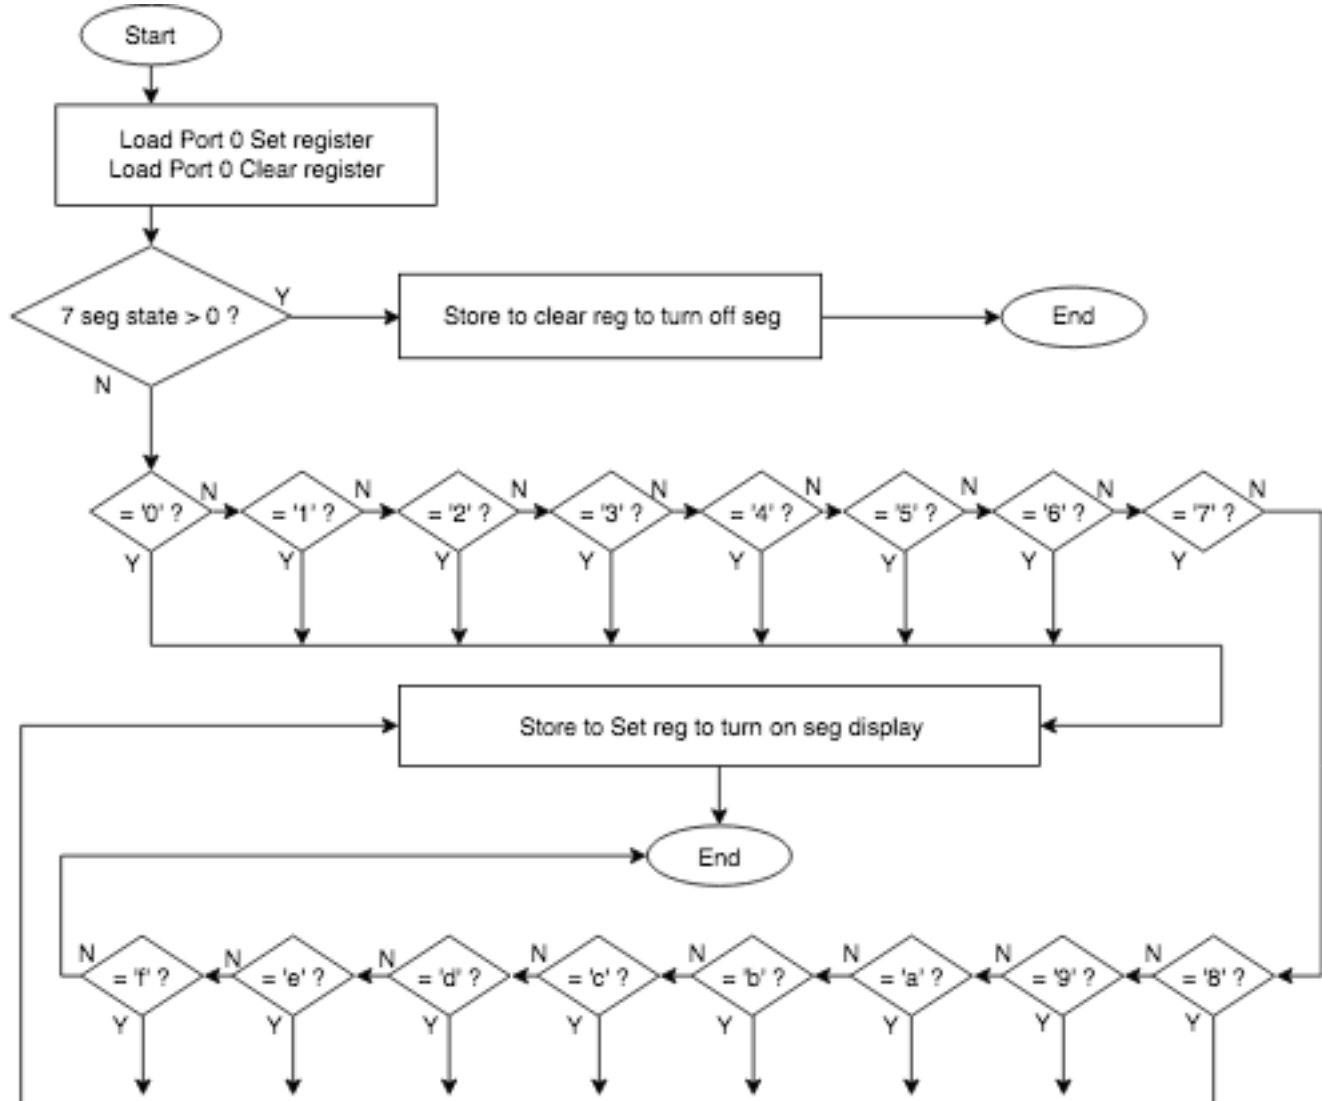 Start
Load Port 0 Set register
Load Port 0 Clear register
7 seg state > 0 ?
Y
Store to clear reg to turn off seg
End
N
= '0' ?
N
= '1' ?
N
= '2' ?
N
= '3' ?
N
= '4' ?
N
= '5' ?
N
= '6' ?
N
= '7' ?
N
Y
Y
Y
Y
Y
Y
Y
Y
Store to Set reg to turn on seg display
End
N
= 'f' ?
N
= 'e' ?
N
= 'd' ?
N
= 'c' ?
N
= 'b' ?
N
= 'a' ?
N
= '9' ?
N
= '8' ?
Y
Y
Y
Y
Y
Y
Y
Y